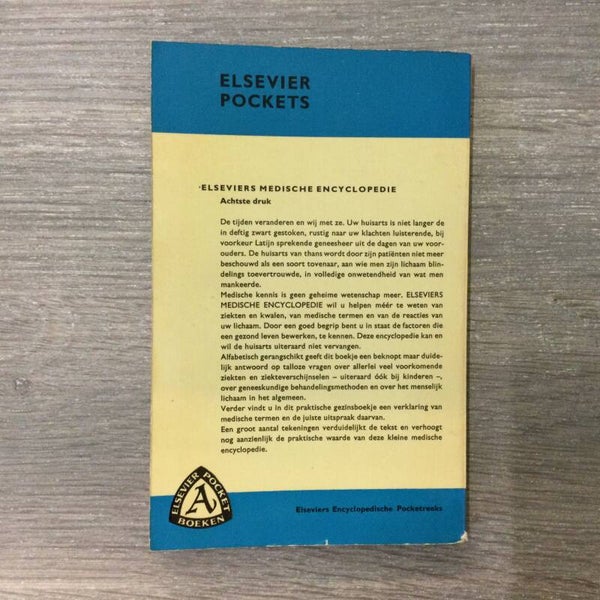 ELSEVIER
POCKETS
ELSEVIERS MEDISCHE ENCYCLOPEDIE
Achtste druk
De tijden veranderen en wij met ze. Uw huisarts is niet langer de
in deftig zwart gestoken, rustig naar uw klachten luisterende, bij
voorkeur Latijn sprekende geneesheer uit de dagen van uw voor-
ouders. De huisarts van thans wordt door zijn patiënten niet meer
beschouwd als een soort tovenaar, aan wie men zijn lichaam blin-
delings toevertrouwde, in volledige onwetendheid van wat men
mankeerde.
Medische kennis is geen geheime wetenschap meer. ELSEVIERS
MEDISCHE ENCYCLOPEDIE wil u helpen méér te weten van
ziekten en kwalen, van medische termen en van de reacties van
uw lichaam. Door een goed begrip bent u in staat de factoren die
een gezond leven bewerken, te kennen. Deze encyclopedie kan en
wil de huisarts uiteraard niet vervangen.
Alfabetisch gerangschikt geeft dit boekje een beknopt maar duide-
lijk antwoord op talloze vragen over allerlei veel voorkomende
ziekten en ziekteverschijnselen – uiteraard óók bij kinderen –,
over geneeskundige behandelingsmethoden en over het menselijk
lichaam in het algemeen.
Verder vindt u in dit praktische gezinsboekje een verklaring van
medische termen en de juiste uitspraak daarvan.
Een groot aantal tekeningen verduidelijkt de tekst en verhoogt
nog aanzienlijk de praktische waarde van deze kleine medische
encyclopedie.
ELSEVIER POCKET
A
BOEKEN
Elseviers Encyclopedische Pocketreeks